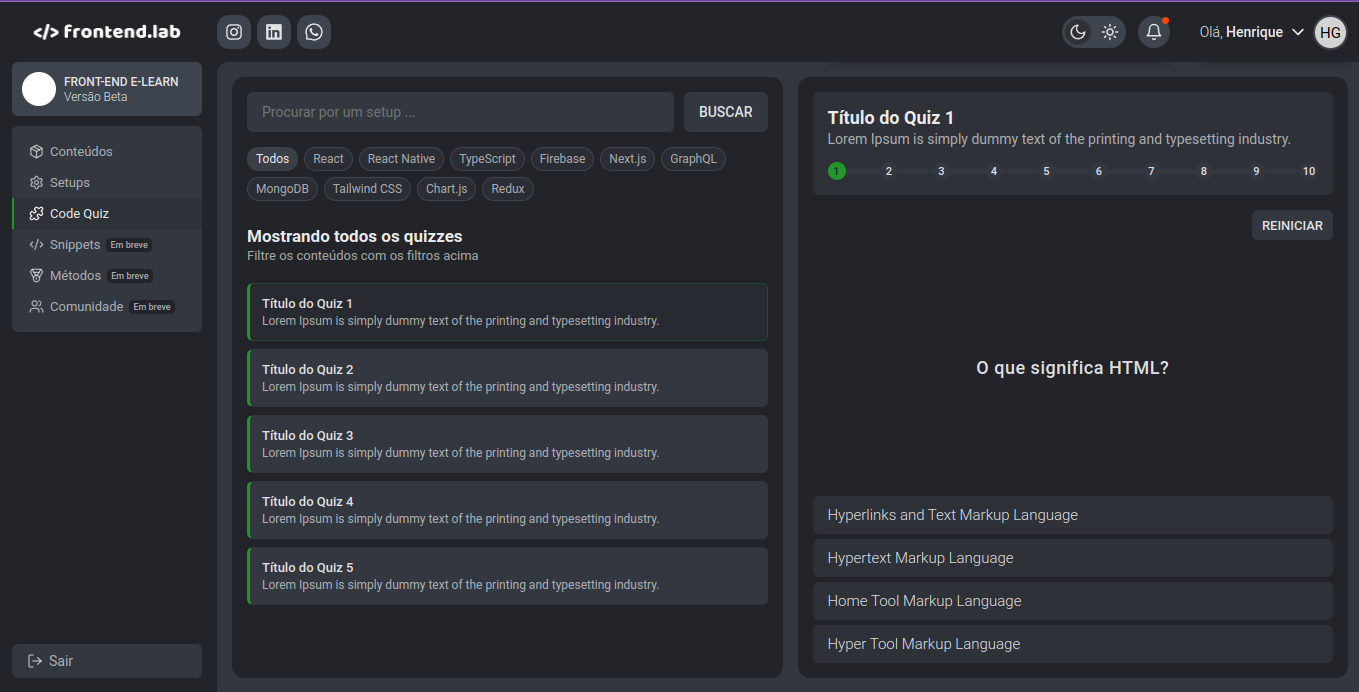 </> frontend.lab
Olá, Henrique
HG
FRONT-END E-LEARN
Versão Beta
Conteúdos
Setups
Code Quiz
Snippets Em breve
Métodos Em breve
Comunidade Em breve
Sair
Procurar por um setup ...
BUSCAR
Todos React React Native TypeScript Firebase Next.js GraphQL
MongoDB Tailwind CSS Chart.js Redux
Mostrando todos os quizzes
Filtre os conteúdos com os filtros acima
Título do Quiz 1
Lorem Ipsum is simply dummy text of the printing and typesetting industry.
Título do Quiz 2
Lorem Ipsum is simply dummy text of the printing and typesetting industry.
Título do Quiz 3
Lorem Ipsum is simply dummy text of the printing and typesetting industry.
Título do Quiz 4
Lorem Ipsum is simply dummy text of the printing and typesetting industry.
Título do Quiz 5
Lorem Ipsum is simply dummy text of the printing and typesetting industry.
Título do Quiz 1
Lorem Ipsum is simply dummy text of the printing and typesetting industry.
1 2 3 4 5 6 7 8 9 10
REINICIAR
O que significa HTML?
Hyperlinks and Text Markup Language
Hypertext Markup Language
Home Tool Markup Language
Hyper Tool Markup Language